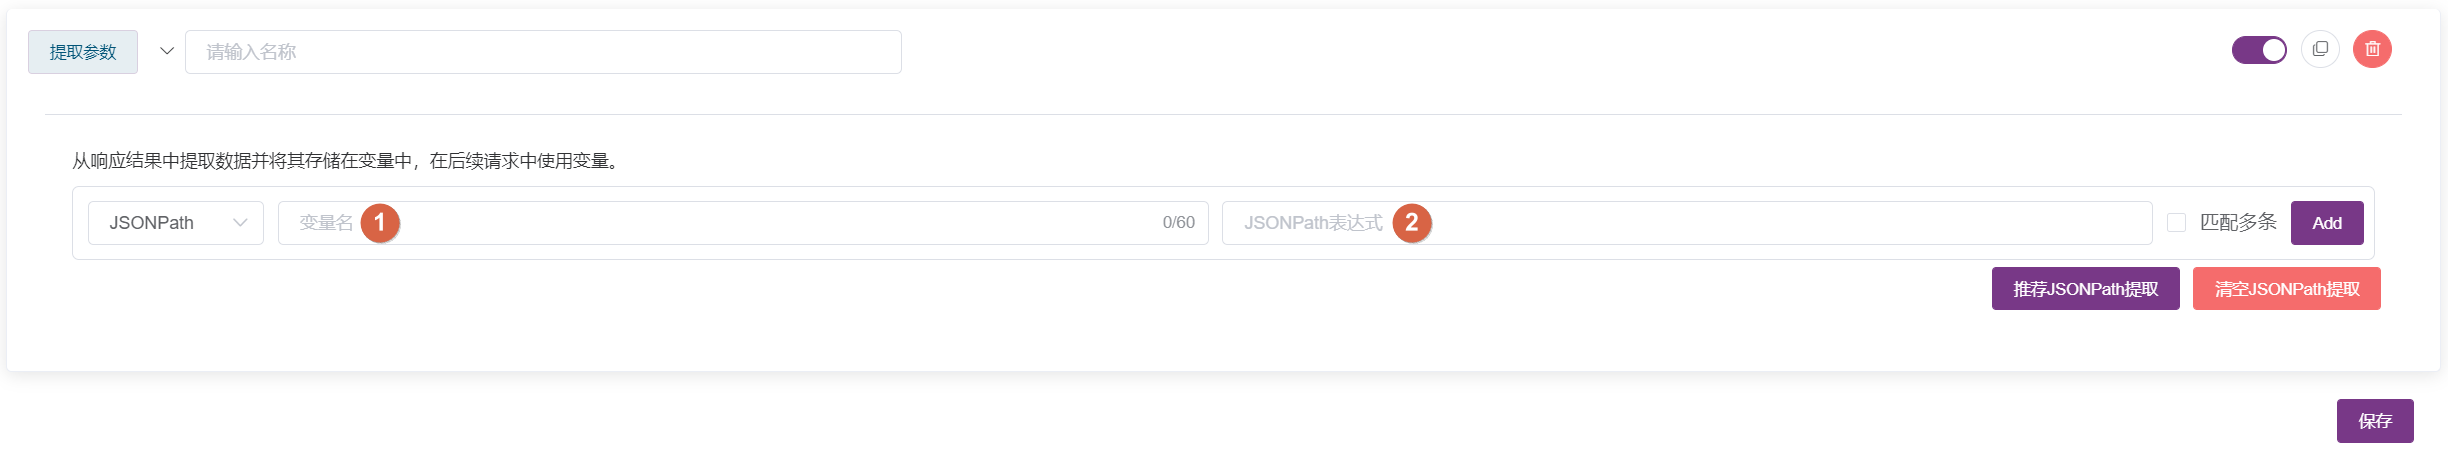 提取参数 请输入名称
从响应结果中提取数据并将其存储在变量中，在后续请求中使用变量。
JSONPath 变量名 1 0/60 JSONPath表达式 2 匹配多条 Add
推荐JSONPath提取 清空JSONPath提取
保存